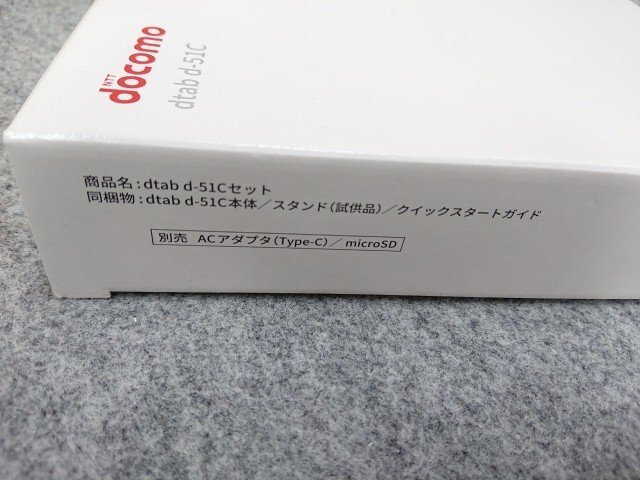 NTT
docomo
dtab d-51C
商品名：dtab d-51Cセット
同梱物：dtab d-51C本体／スタンド（試供品）／クイックスタートガイド
別売 ACアダプタ（Type-C）／microSD